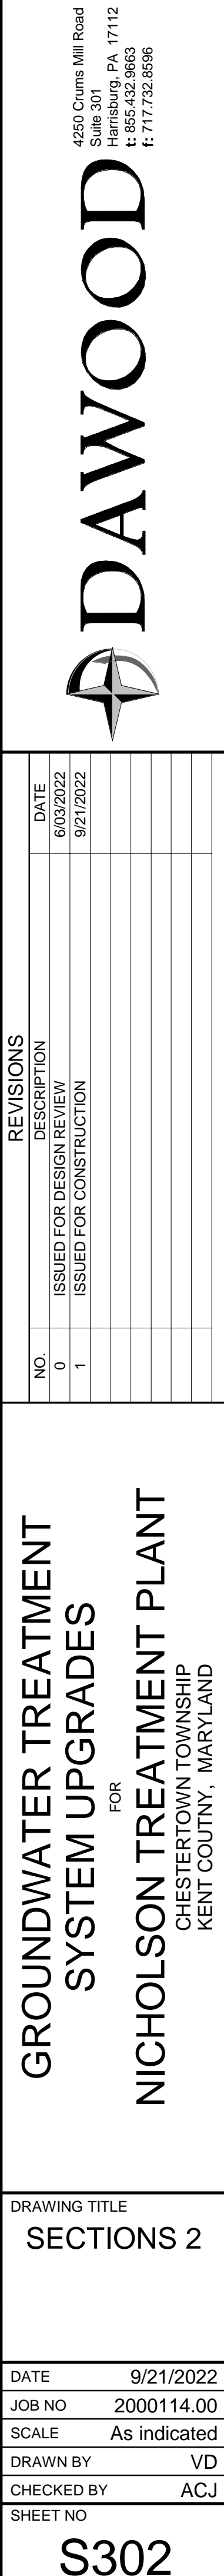 DAWOOD
4250 Crums Mill Road
Suite 301
Harrisburg, PA 17112
t: 855.432.9663
f: 717.732.8596
REVISIONS
NO. DESCRIPTION DATE
0 ISSUED FOR DESIGN REVIEW 6/03/2022
1 ISSUED FOR CONSTRUCTION 9/21/2022
GROUNDWATER TREATMENT
SYSTEM UPGRADES
FOR
NICHOLSON TREATMENT PLANT
CHESTERTOWN TOWNSHIP
KENT COUTNY, MARYLAND
DRAWING TITLE
SECTIONS 2
DATE 9/21/2022
JOB NO 2000114.00
SCALE As indicated
DRAWN BY VD
CHECKED BY ACJ
SHEET NO
S302